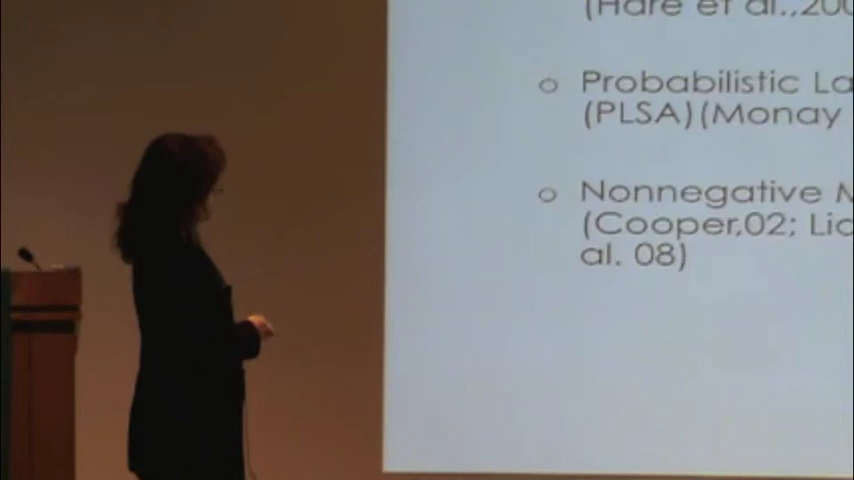 (Hare et al.,200
o Probabilistic La
(PLSA)(Monay
o Nonnegative M
(Cooper,02; Lio
al. 08)